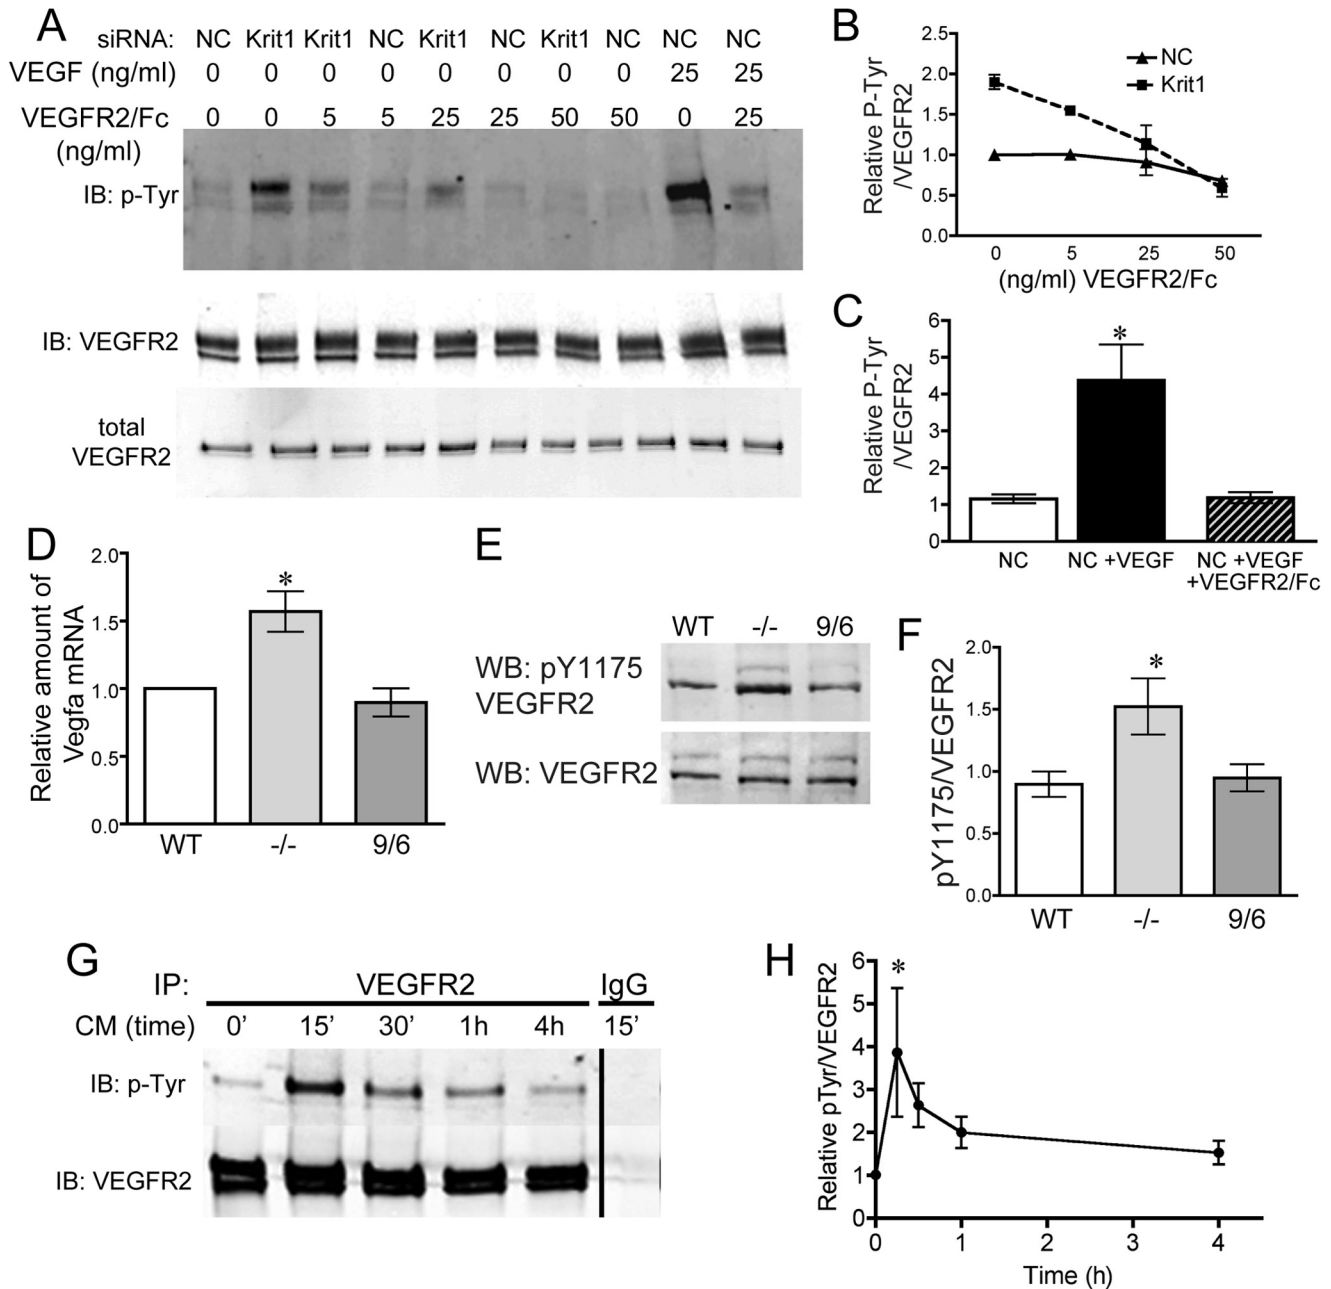 A
siRNA: NC Krit1 Krit1 NC Krit1 NC Krit1 NC NC NC
VEGF (ng/ml) 0 0 0 0 0 0 0 0 25 25
VEGFR2/Fc 0 0 5 5 25 25 50 50 0 25
(ng/ml)
IB: p-Tyr
IB: VEGFR2
total
VEGFR2
B
Relative P-Tyr
/VEGFR2
2.5
2.0
1.5
1.0
0.5
0.0
NC
Krit1
0 5 25 50
(ng/ml) VEGFR2/Fc
C
Relative P-Tyr
/VEGFR2
6
5
4
3
2
1
0
*
NC NC +VEGF NC +VEGF
+VEGFR2/Fc
D
Relative amount of
Vegfa mRNA
2.0
1.5
1.0
0.5
0.0
*
WT -/- 9/6
E
WT -/- 9/6
WB: pY1175
VEGFR2
WB: VEGFR2
F
pY1175/VEGFR2
2.0
1.5
1.0
0.5
0.0
*
WT -/- 9/6
G
IP: VEGFR2 IgG
CM (time) 0’ 15’ 30’ 1h 4h 15’
IB: p-Tyr
IB: VEGFR2
H
Relative pTyr/VEGFR2
6
5
4
3
2
1
0
*
0 1 2 3 4
Time (h)